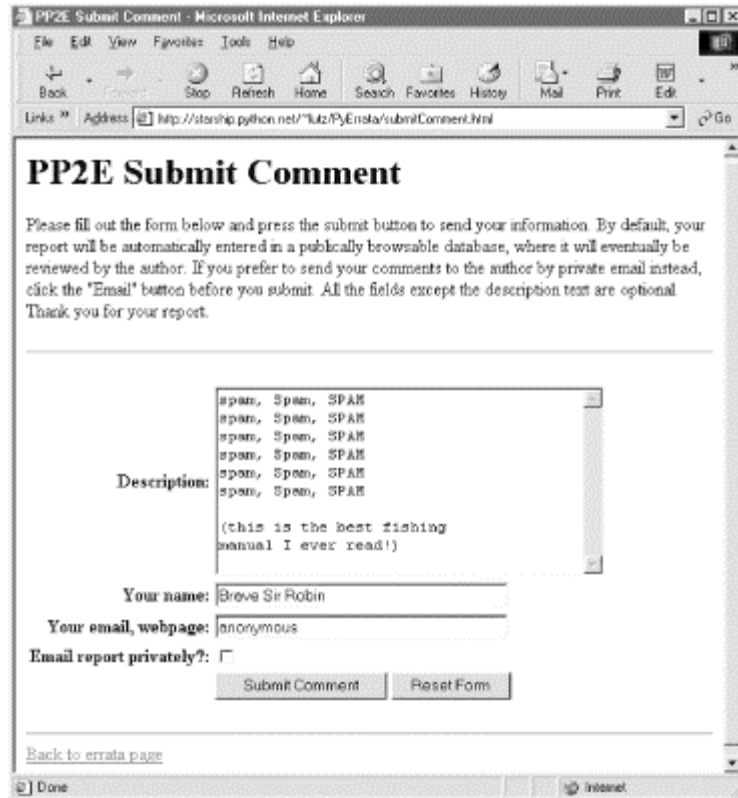 PP2E Submit Comment - Microsoft Internet Explorer
File Edit View Favorites Tools Help
Back Forward Stop Refresh Home Search Favorites History Mail Print Edit
Links » Address http://starship.python.net/~lutz/PyErrata/submitComment.html Go
PP2E Submit Comment
Please fill out the form below and press the submit button to send your information. By default, your
report will be automatically entered in a publically browsable database, where it will eventually be
reviewed by the author. If you prefer to send your comments to the author by private email instead,
click the "Email" button before you submit. All the fields except the description text are optional.
Thank you for your report.
spam, Spam, SPAM
spam, Spam, SPAM
spam, Spam, SPAM
spam, Spam, SPAM
Description: spam, Spam, SPAM
spam, Spam, SPAM
(this is the best fishing
manual I ever read!)
Your name: Breve Sir Robin
Your email, webpage: anonymous
Email report privately?:
Submit Comment Reset Form
Back to errata page
Done Internet